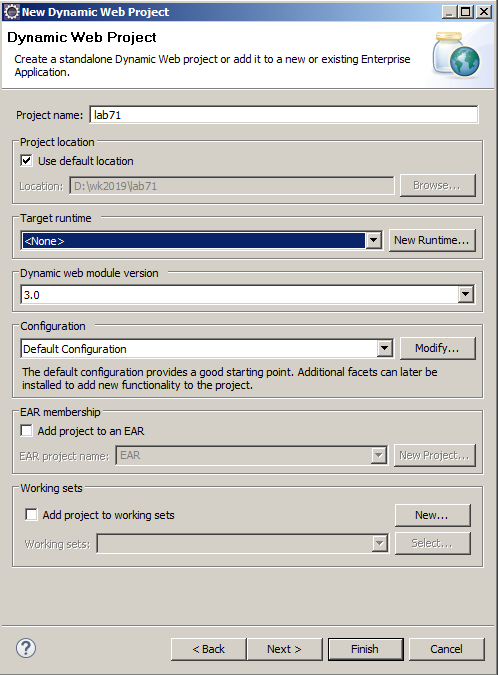 New Dynamic Web Project
Dynamic Web Project
Create a standalone Dynamic Web project or add it to a new or existing Enterprise
Application.
Project name: lab71
Project location
Use default location
Location: D:\wk2019\lab71 Browse...
Target runtime
<None> New Runtime...
Dynamic web module version
3.0
Configuration
Default Configuration Modify...
The default configuration provides a good starting point. Additional facets can later be
installed to add new functionality to the project.
EAR membership
Add project to an EAR
EAR project name: EAR New Project...
Working sets
Add project to working sets New...
Working sets: Select...
? < Back Next > Finish Cancel